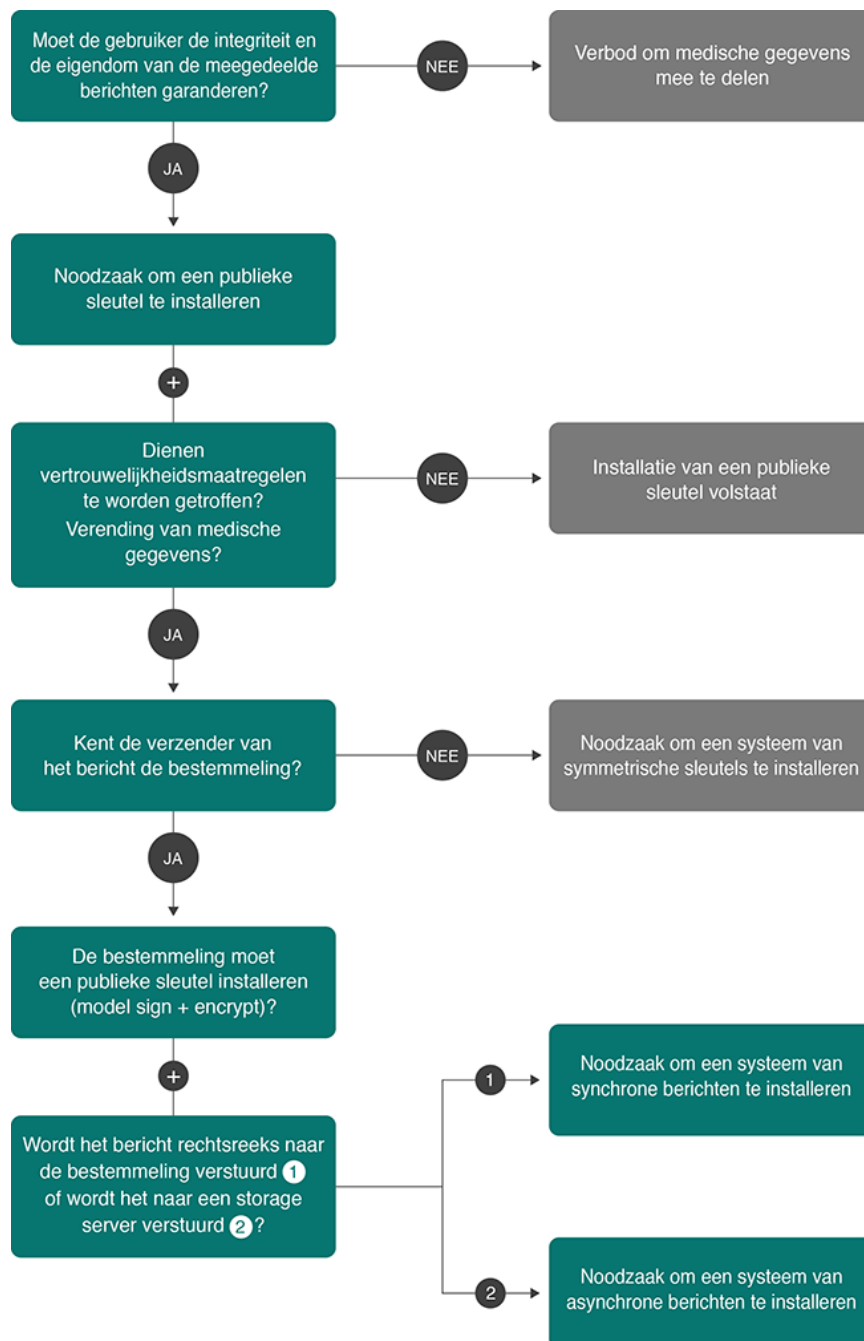 Moet de gebruiker de integriteit en
de eigendom van de meegedeelde
berichten garanderen?
NEE
Verbod om medische gegevens
mee te delen
JA
Noodzaak om een publieke
sleutel te installeren
+
Dienen
vertrouwelijkheidsmaatregelen
te worden getroffen?
Verending van medische
gegevens?
NEE
Installatie van een publieke
sleutel volstaat
JA
Kent de verzender van
het bericht de bestemmeling?
NEE
Noodzaak om een systeem van
symmetrische sleutels te installeren
JA
De bestemmeling moet
een publieke sleutel installeren
(model sign + encrypt)?
+
Wordt het bericht rechtsreeks naar
de bestemmeling verstuurd 1
of wordt het naar een storage
server verstuurd 2 ?
1
Noodzaak om een systeem van
synchrone berichten te installeren
2
Noodzaak om een systeem van
asynchrone berichten te installeren